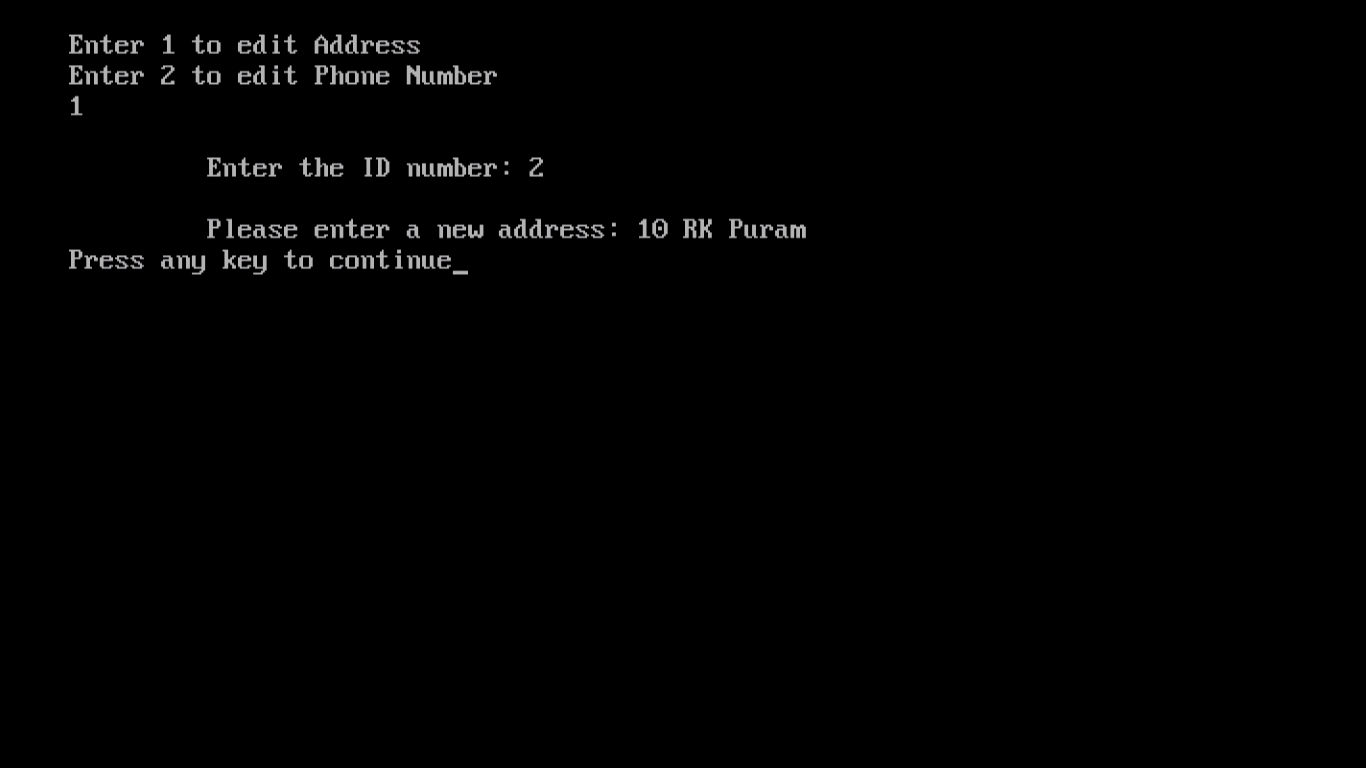 Enter 1 to edit Address
Enter 2 to edit Phone Number
1
Enter the ID number: 2
Please enter a new address: 10 RK Puram
Press any key to continue_